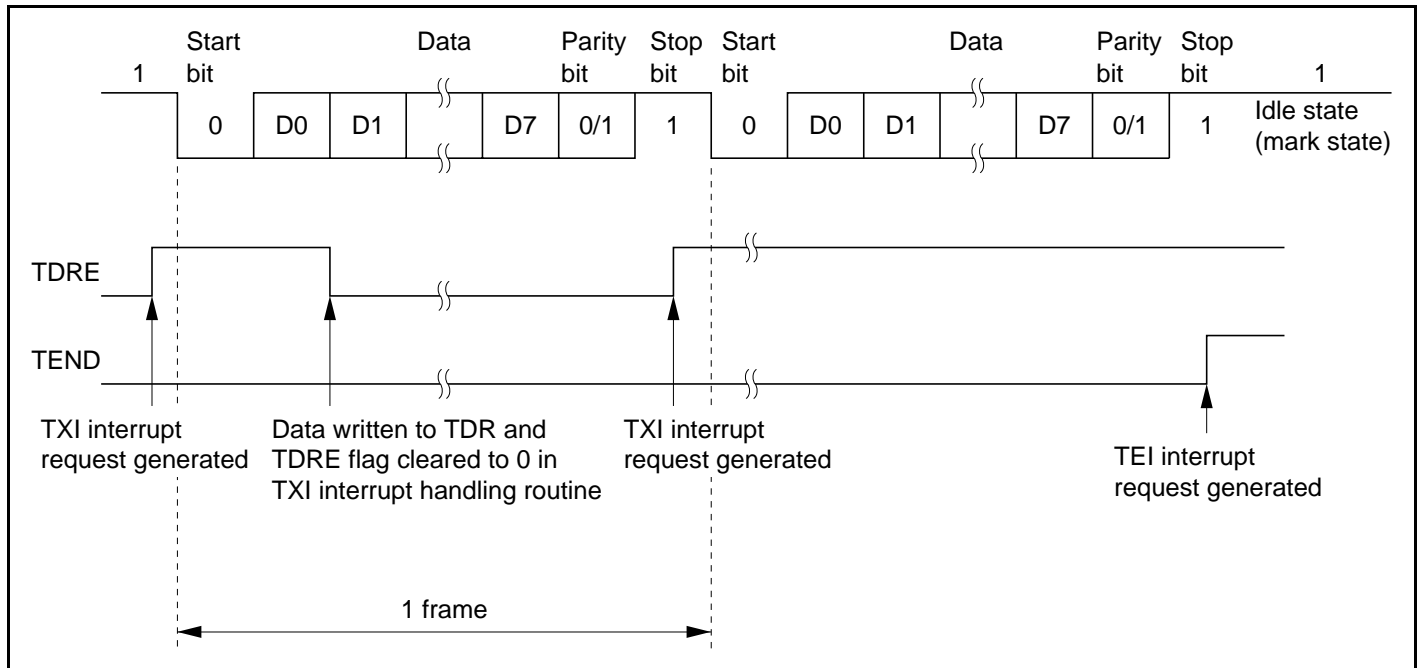 Start Data Parity Stop Start Data Parity Stop
1 bit bit bit bit bit bit 1
0 D0 D1 D7 0/1 1 0 D0 D1 D7 0/1 1 Idle state
(mark state)
TDRE
TEND
TXI interrupt
request generated
Data written to TDR and
TDRE flag cleared to 0 in
TXI interrupt handling routine
TXI interrupt
request generated
TEI interrupt
request generated
1 frame